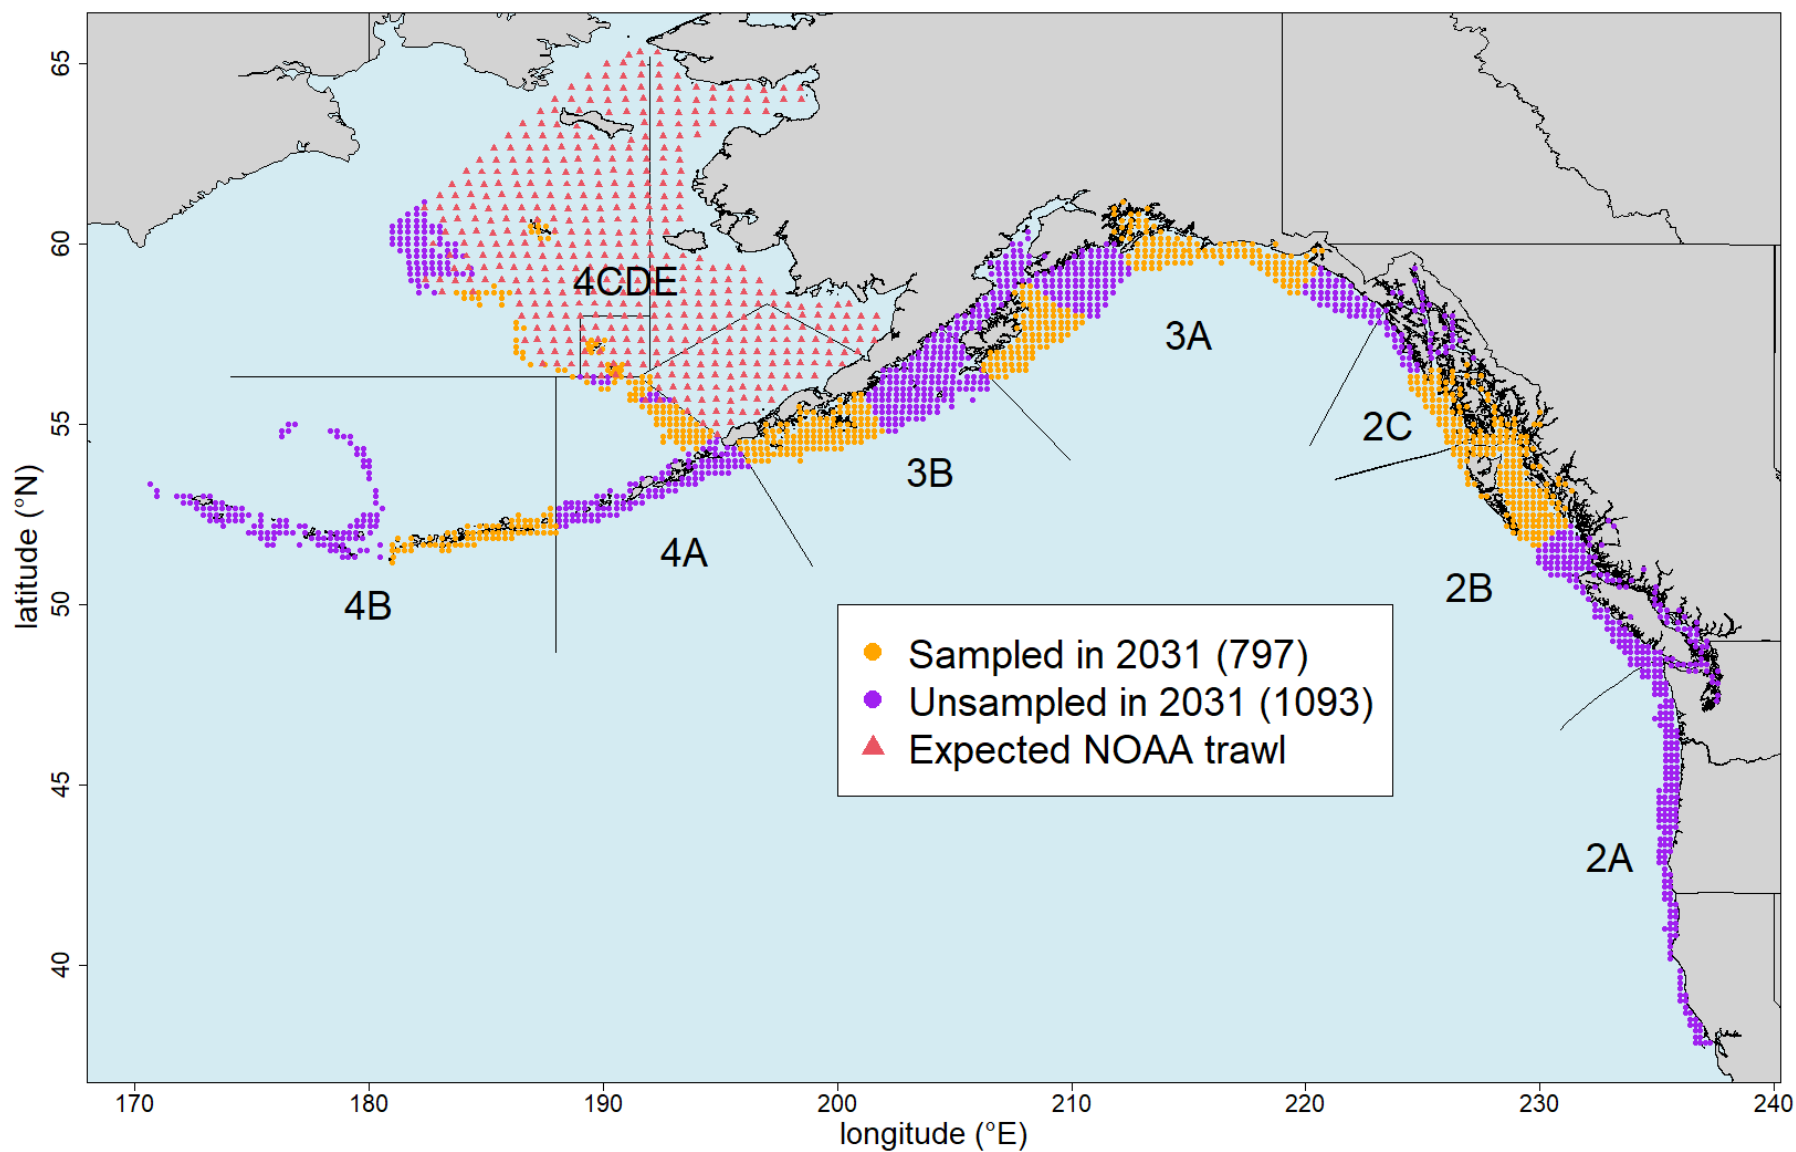 65
60
55
50
45
40
latitude (°N)
4CDE
3A
2C
3B
4A
4B
2B
2A
Sampled in 2031 (797)
Unsampled in 2031 (1093)
Expected NOAA trawl
170
180
190
200
210
220
230
240
longitude (°E)